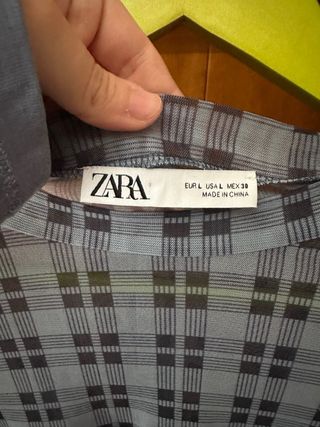 ZARA
EUR L USA L MEX 30
MADE IN CHINA